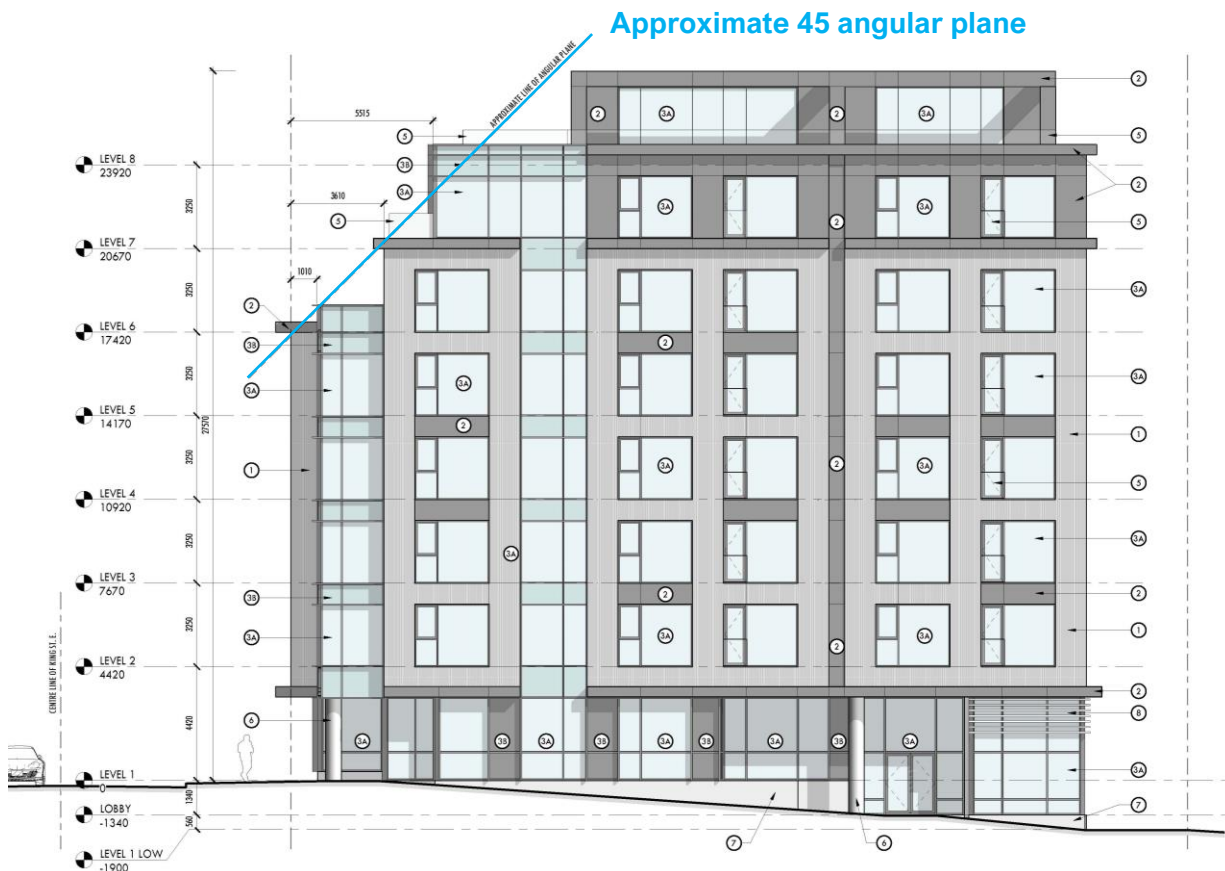 Approximate 45 angular plane
APPROXIMATE LINE OF ANGULAR PLANE
2
5515
2
3A
2
3A
5
5
LEVEL 8
23920
3B
3A
2
3250
3610
3A
2
3A
5
5
LEVEL 7
20670
1010
3250
3A
2
LEVEL 6
17420
3B
2
3250
3A
3A
3A
27570
LEVEL 5
14170
2
1
3250
1
3A
2
3A
5
LEVEL 4
10920
3250
3A
3A
LEVEL 3
7670
3B
2
2
3250
3A
3A
3A
1
2
LEVEL 2
4420
CENTRE LINE OF KING ST. E.
2
6
8
4420
3A
3B
3A
3B
3A
3B
3A
3B
3A
3A
LEVEL 1
0
1340
7
7
LOBBY
-1340
560
7
6
LEVEL 1 LOW
-1900